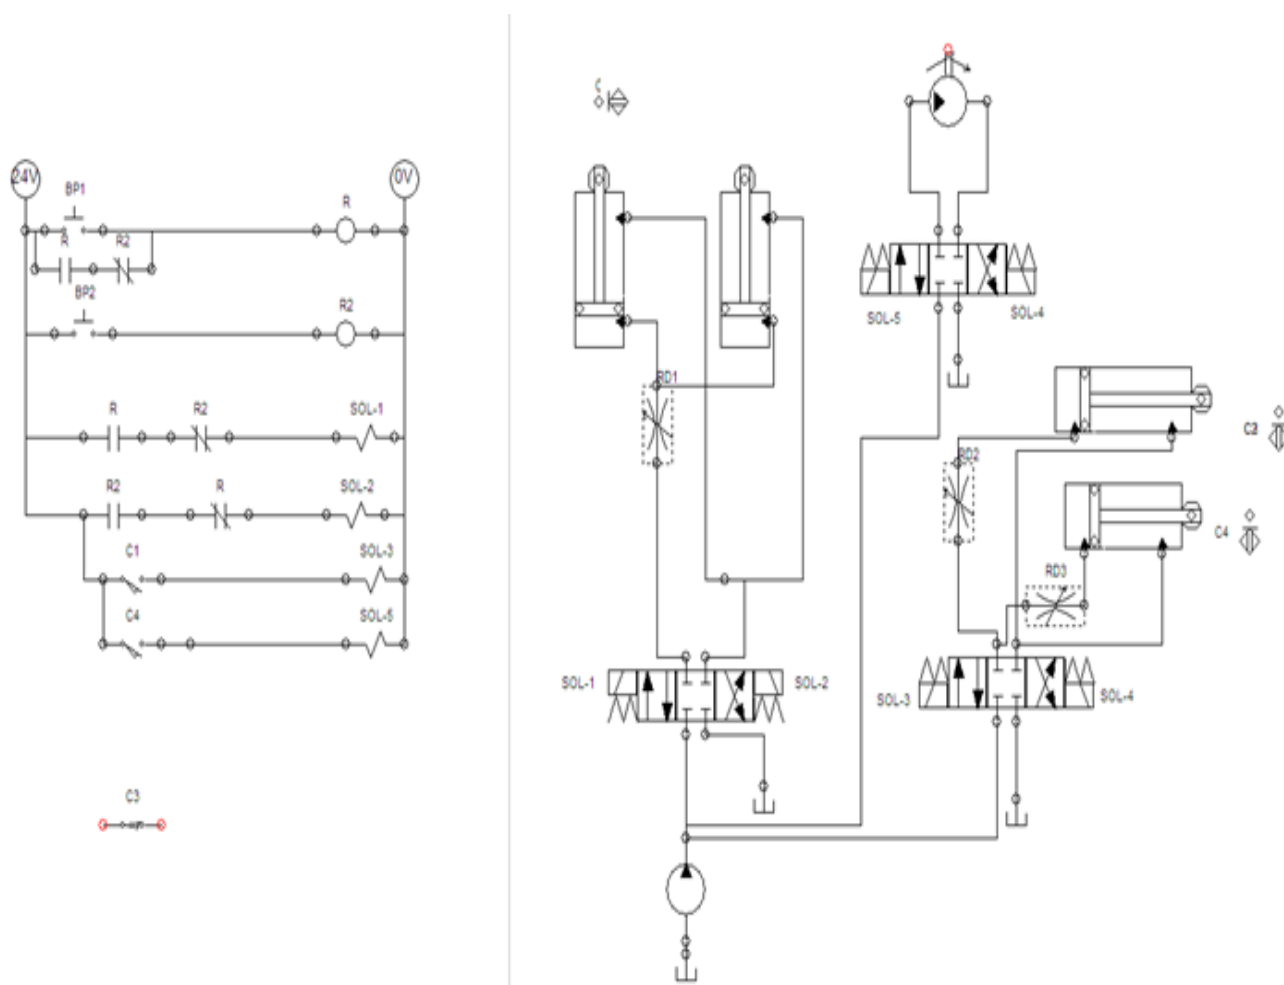 24V
0V
BP1
R
R
R2
BP2
R2
R
R2
SOL-1
R2
R
SOL-2
C1
SOL-3
C4
SOL-5
C3
RD1
SOL-1
SOL-2
SOL-5
SOL-4
C2
RD2
C4
RD3
SOL-3
SOL-4